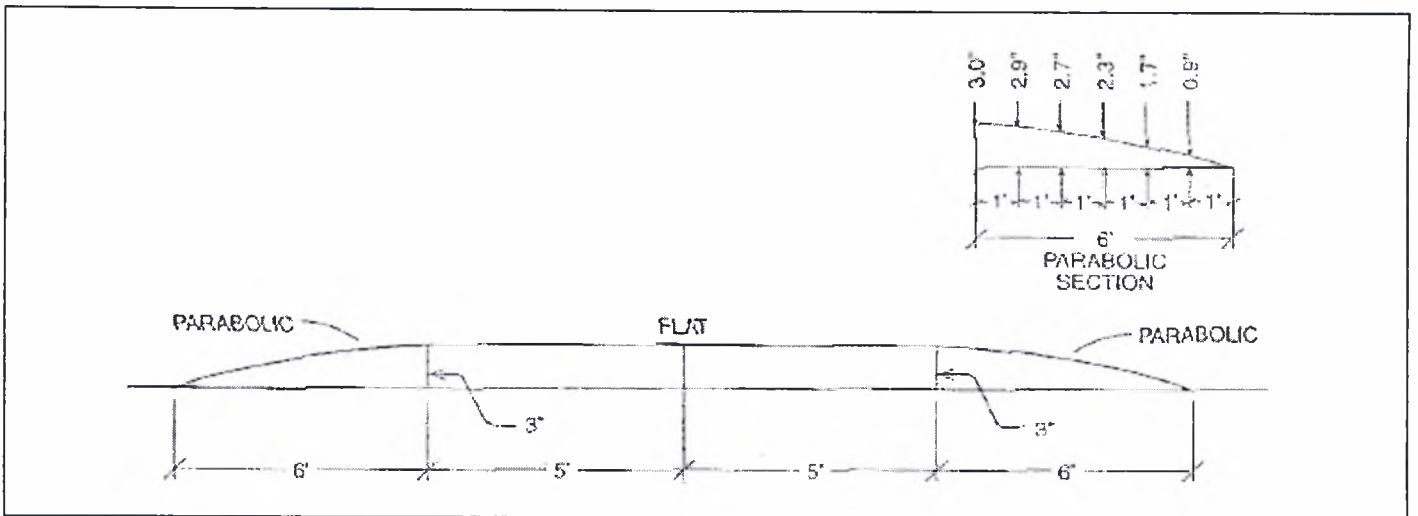 3.0" 2.9" 2.7" 2.3" 1.7" 0.9"
1' 1' 1' 1' 1' 1'
6'
PARABOLIC
SECTION
PARABOLIC FLAT PARABOLIC
3" 3"
6' 5' 5' 6'